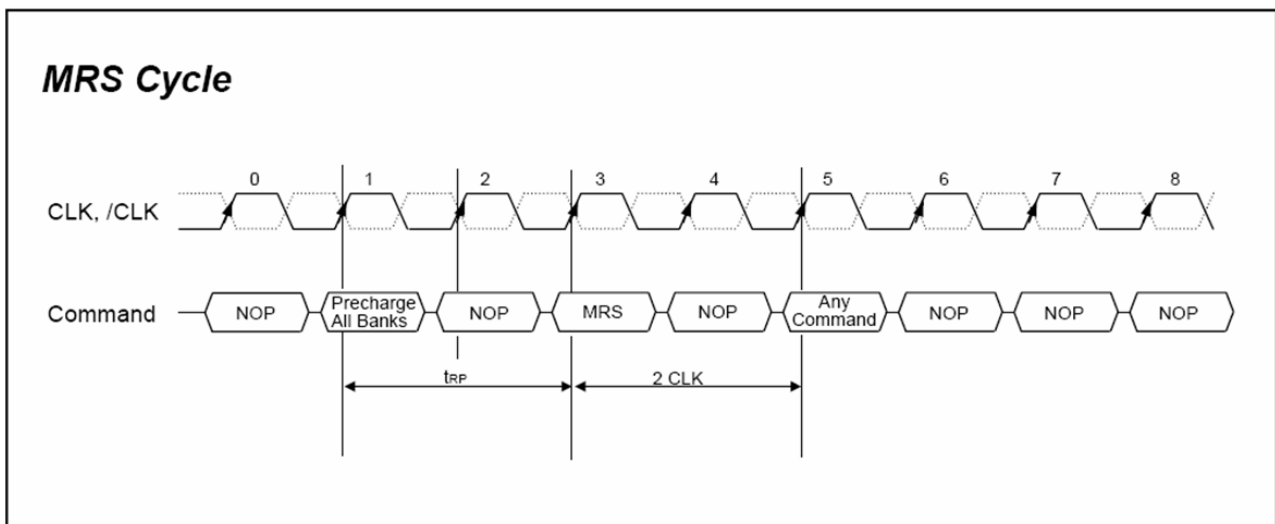 MRS Cycle
0 1 2 3 4 5 6 7 8
CLK, /CLK
Command
NOP
Precharge
All Banks
NOP
MRS
NOP
Any
Command
NOP
NOP
NOP
tRP
2 CLK